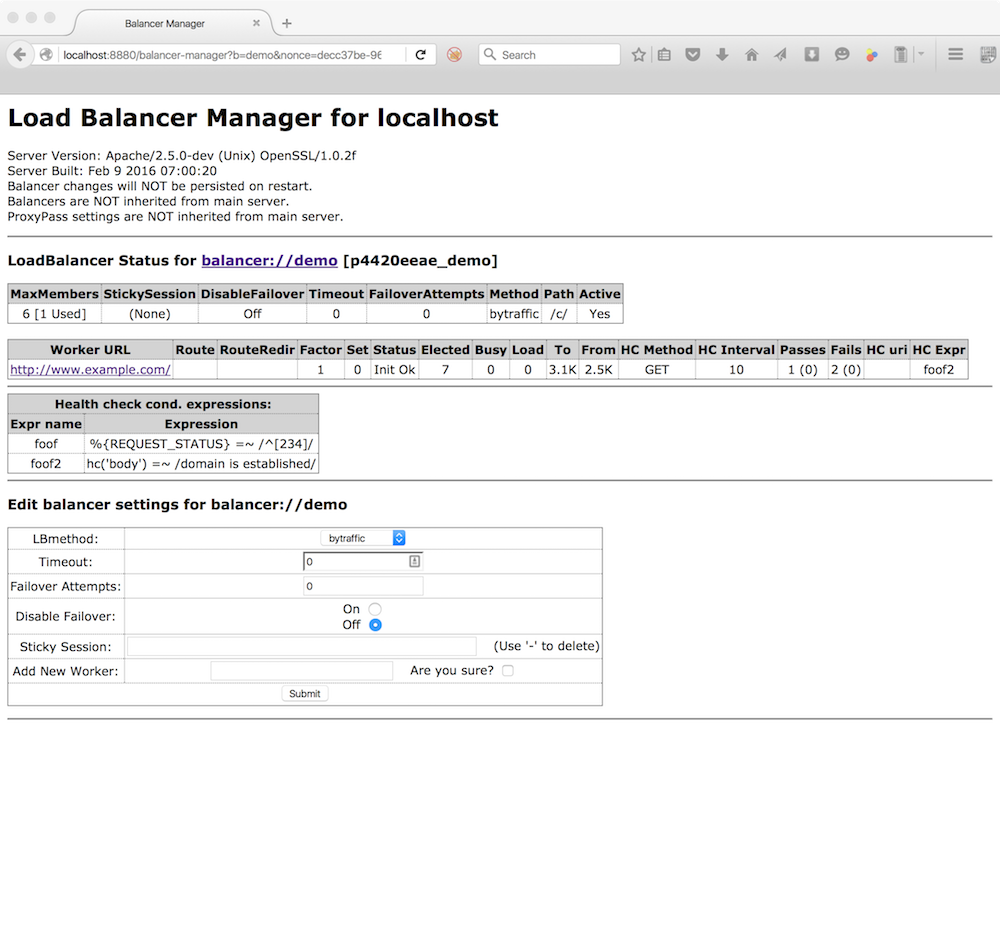 Balancer Manager
localhost:8880/balancer-manager?b=demo&nonce=decc37be-96
Search
Load Balancer Manager for localhost
Server Version: Apache/2.5.0-dev (Unix) OpenSSL/1.0.2f
Server Built: Feb 9 2016 07:00:20
Balancer changes will NOT be persisted on restart.
Balancers are NOT inherited from main server.
ProxyPass settings are NOT inherited from main server.
LoadBalancer Status for balancer://demo [p4420eeae_demo]
MaxMembers StickySession DisableFailover Timeout FailoverAttempts Method Path Active
6 [1 Used] (None) Off 0 0 bytraffic /c/ Yes
Worker URL Route RouteRedir Factor Set Status Elected Busy Load To From HC Method HC Interval Passes Fails HC uri HC Expr
http://www.example.com/ 1 0 Init Ok 7 0 0 3.1K 2.5K GET 10 1 (0) 2 (0) foof2
Health check cond. expressions:
Expr name Expression
foof %{REQUEST_STATUS} =~ /^[234]/
foof2 hc('body') =~ /domain is established/
Edit balancer settings for balancer://demo
LBmethod: bytraffic
Timeout: 0
Failover Attempts: 0
Disable Failover: On
Off
Sticky Session: (Use '-' to delete)
Add New Worker: Are you sure?
Submit